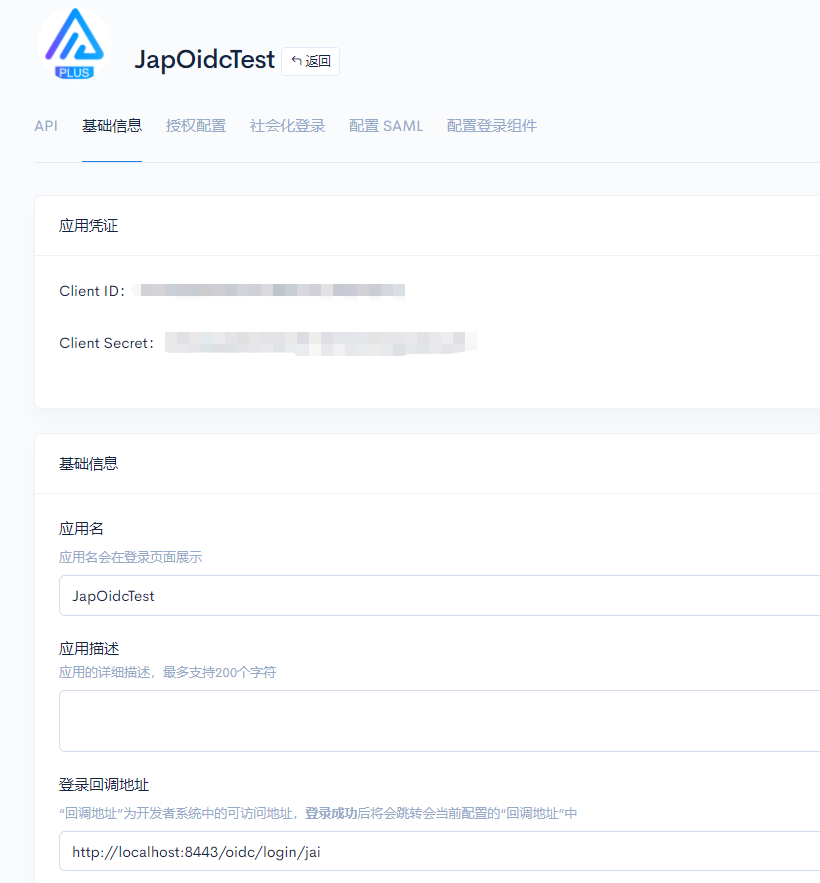 PLUS
JapOidcTest 返回
API 基础信息 授权配置 社会化登录 配置 SAML 配置登录组件
应用凭证
Client ID：
Client Secret：
基础信息
应用名
应用名会在登录页面展示
JapOidcTest
应用描述
应用的详细描述，最多支持200个字符
登录回调地址
“回调地址”为开发者系统中的可访问地址，登录成功后将会跳转会当前配置的“回调地址”中
http://localhost:8443/oidc/login/jai